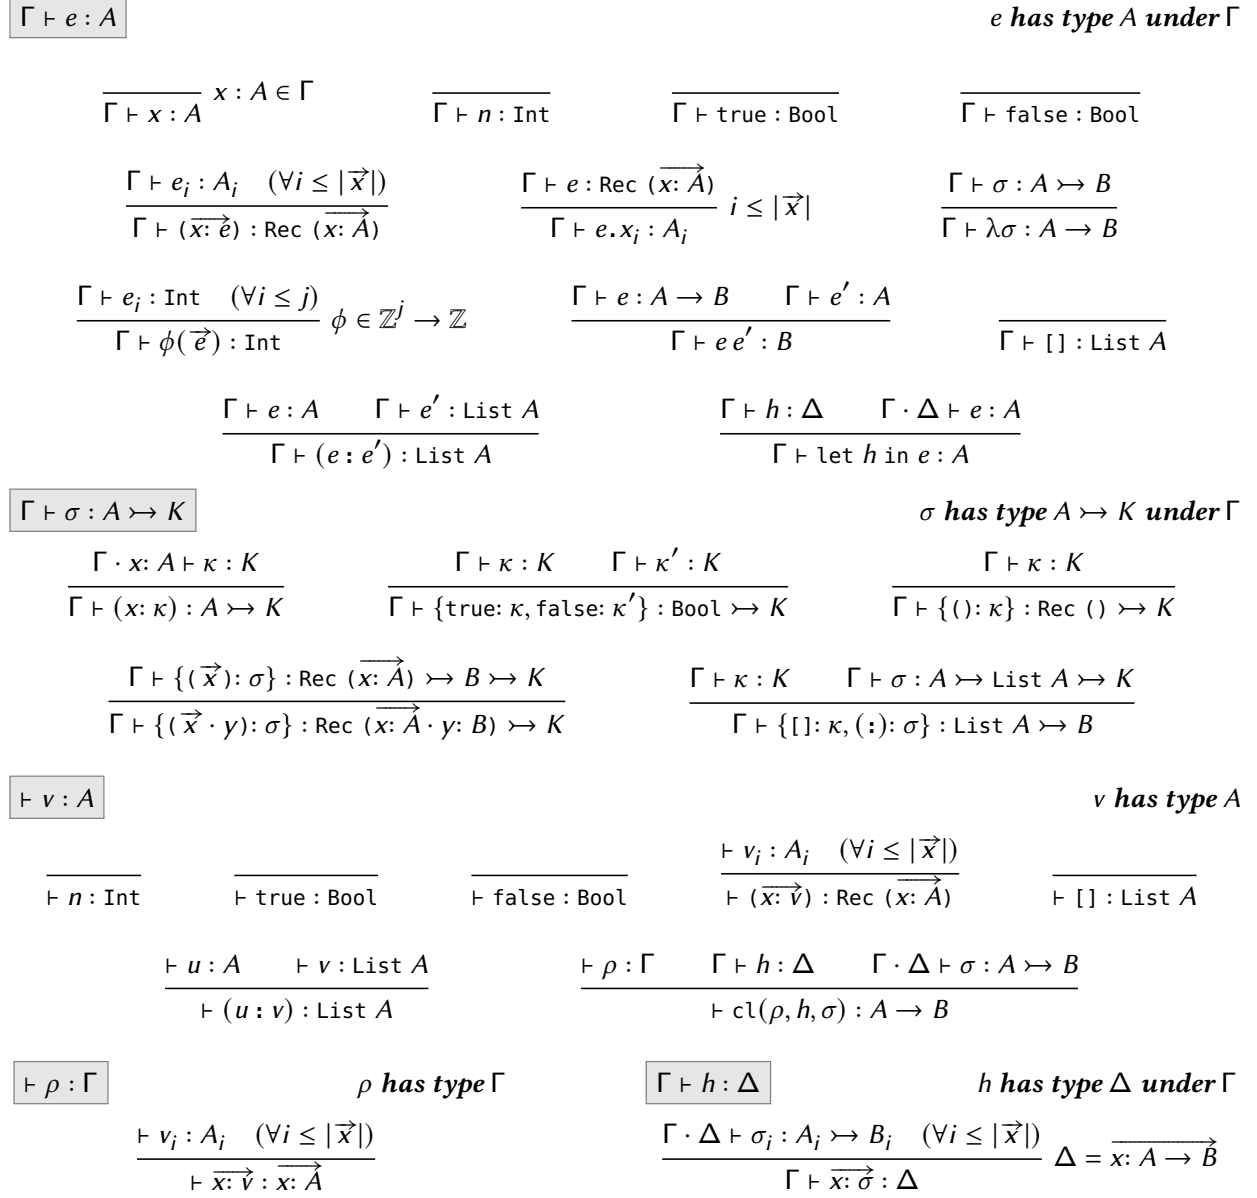 Γ ⊢ e : A e has type A under Γ
x : A ∈ Γ
Γ ⊢ x : A Γ ⊢ n : Int Γ ⊢ true : Bool Γ ⊢ false : Bool
Γ ⊢ eᵢ : Aᵢ (∀i ≤ |x⃗|) Γ ⊢ e : Rec (x: A⃗) Γ ⊢ σ : A ↣ B
i ≤ |x⃗|
Γ ⊢ (x: e⃗) : Rec (x: A⃗) Γ ⊢ e.xᵢ : Aᵢ Γ ⊢ λσ : A → B
Γ ⊢ eᵢ : Int (∀i ≤ j) Γ ⊢ e : A → B Γ ⊢ e′ : A
ϕ ∈ ℤʲ → ℤ
Γ ⊢ ϕ(e⃗) : Int Γ ⊢ e e′ : B Γ ⊢ [] : List A
Γ ⊢ e : A Γ ⊢ e′ : List A Γ ⊢ h : Δ Γ · Δ ⊢ e : A
Γ ⊢ (e : e′) : List A Γ ⊢ let h in e : A
Γ ⊢ σ : A ↣ K σ has type A ↣ K under Γ
Γ · x: A ⊢ κ : K Γ ⊢ κ : K Γ ⊢ κ′ : K Γ ⊢ κ : K
Γ ⊢ (x: κ) : A ↣ K Γ ⊢ {true: κ, false: κ′} : Bool ↣ K Γ ⊢ {(): κ} : Rec () ↣ K
Γ ⊢ {(x⃗): σ} : Rec (x: A⃗) ↣ B ↣ K Γ ⊢ κ : K Γ ⊢ σ : A ↣ List A ↣ K
Γ ⊢ {(x⃗ · y): σ} : Rec (x: A⃗ · y: B) ↣ K Γ ⊢ {[]: κ, (:): σ} : List A ↣ B
⊢ v : A v has type A
⊢ vᵢ : Aᵢ (∀i ≤ |x⃗|)
⊢ n : Int ⊢ true : Bool ⊢ false : Bool ⊢ (x: v⃗) : Rec (x: A⃗) ⊢ [] : List A
⊢ u : A ⊢ v : List A ⊢ ρ : Γ Γ ⊢ h : Δ Γ · Δ ⊢ σ : A ↣ B
⊢ (u : v) : List A ⊢ cl(ρ, h, σ) : A → B
⊢ ρ : Γ ρ has type Γ Γ ⊢ h : Δ h has type Δ under Γ
⊢ vᵢ : Aᵢ (∀i ≤ |x⃗|) Γ · Δ ⊢ σᵢ : Aᵢ ↣ Bᵢ (∀i ≤ |x⃗|)
Δ = x: A → B⃗
⊢ x: v⃗ : x: A⃗ Γ ⊢ x: σ⃗ : Δ